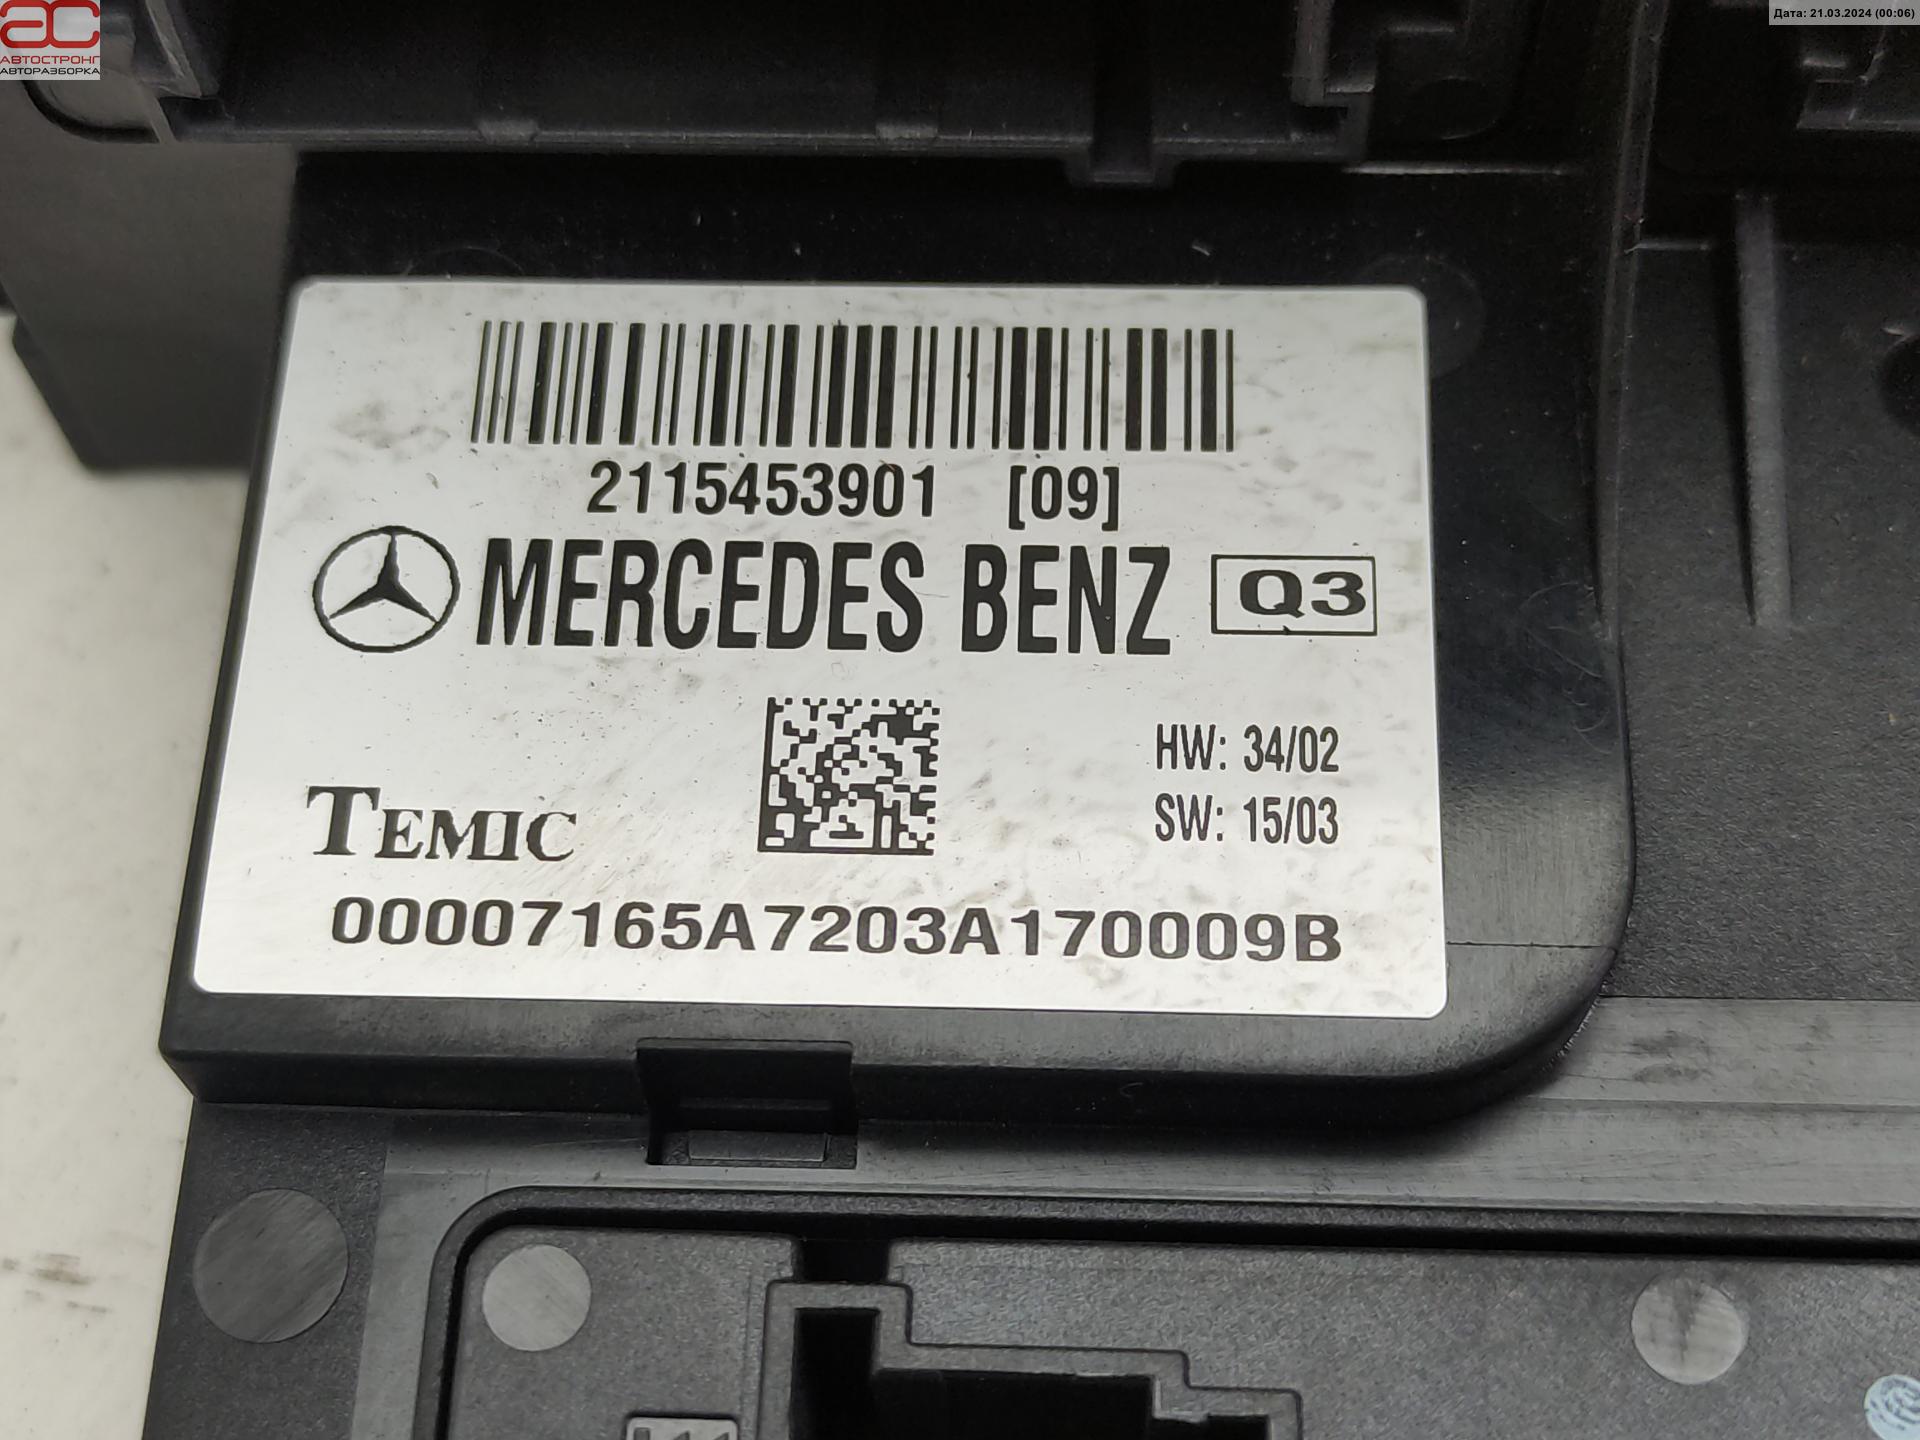 АВТОСТРОНГ
АВТОРАЗБОРКА
Дата: 21.03.2024 (00:06)
2115453901 [09]
MERCEDES BENZ Q3
HW: 34/02
SW: 15/03
TEMIC
00007165A7203A170009B